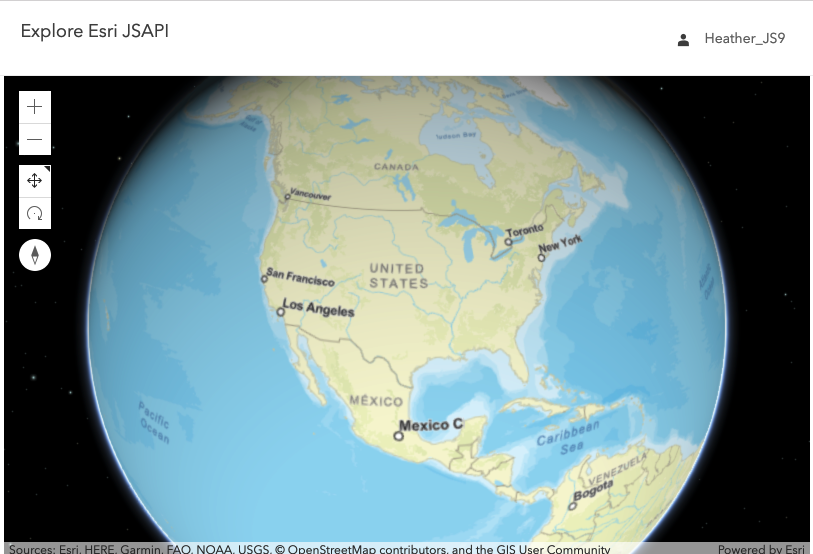 Explore Esri JSAPI
Heather_JS9
Hudson Bay
CANADA
Vancouver
Toronto
New York
San Francisco
UNITED
STATES
Los Angeles
MÉXICO
Mexico C
Pacific
Ocean
Caribbean
Sea
VENEZUELA
Bogota
Sources: Esri, HERE, Garmin, FAO, NOAA, USGS, © OpenStreetMap contributors, and the GIS User Community
Powered by Esri